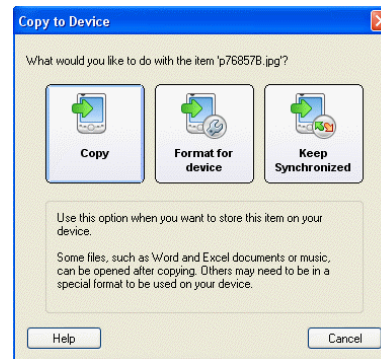 Copy to Device
What would you like to do with the item 'p76857B.jpg'?
Copy
Format for
device
Keep
Synchronized
Use this option when you want to store this item on your
device.
Some files, such as Word and Excel documents or music,
can be opened after copying. Others may need to be in a
special format to be used on your device.
Help
Cancel